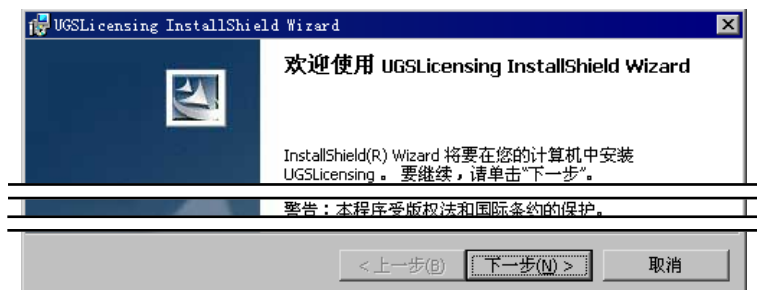 UGSLicensing InstallShield Wizard
欢迎使用 UGSLicensing InstallShield Wizard
InstallShield(R) Wizard 将要在您的计算机中安装
UGSLicensing 。 要继续，请单击“下一步”。
警告：本程序受版权法和国际条约的保护。
< 上一步(B) 下一步(N) > 取消